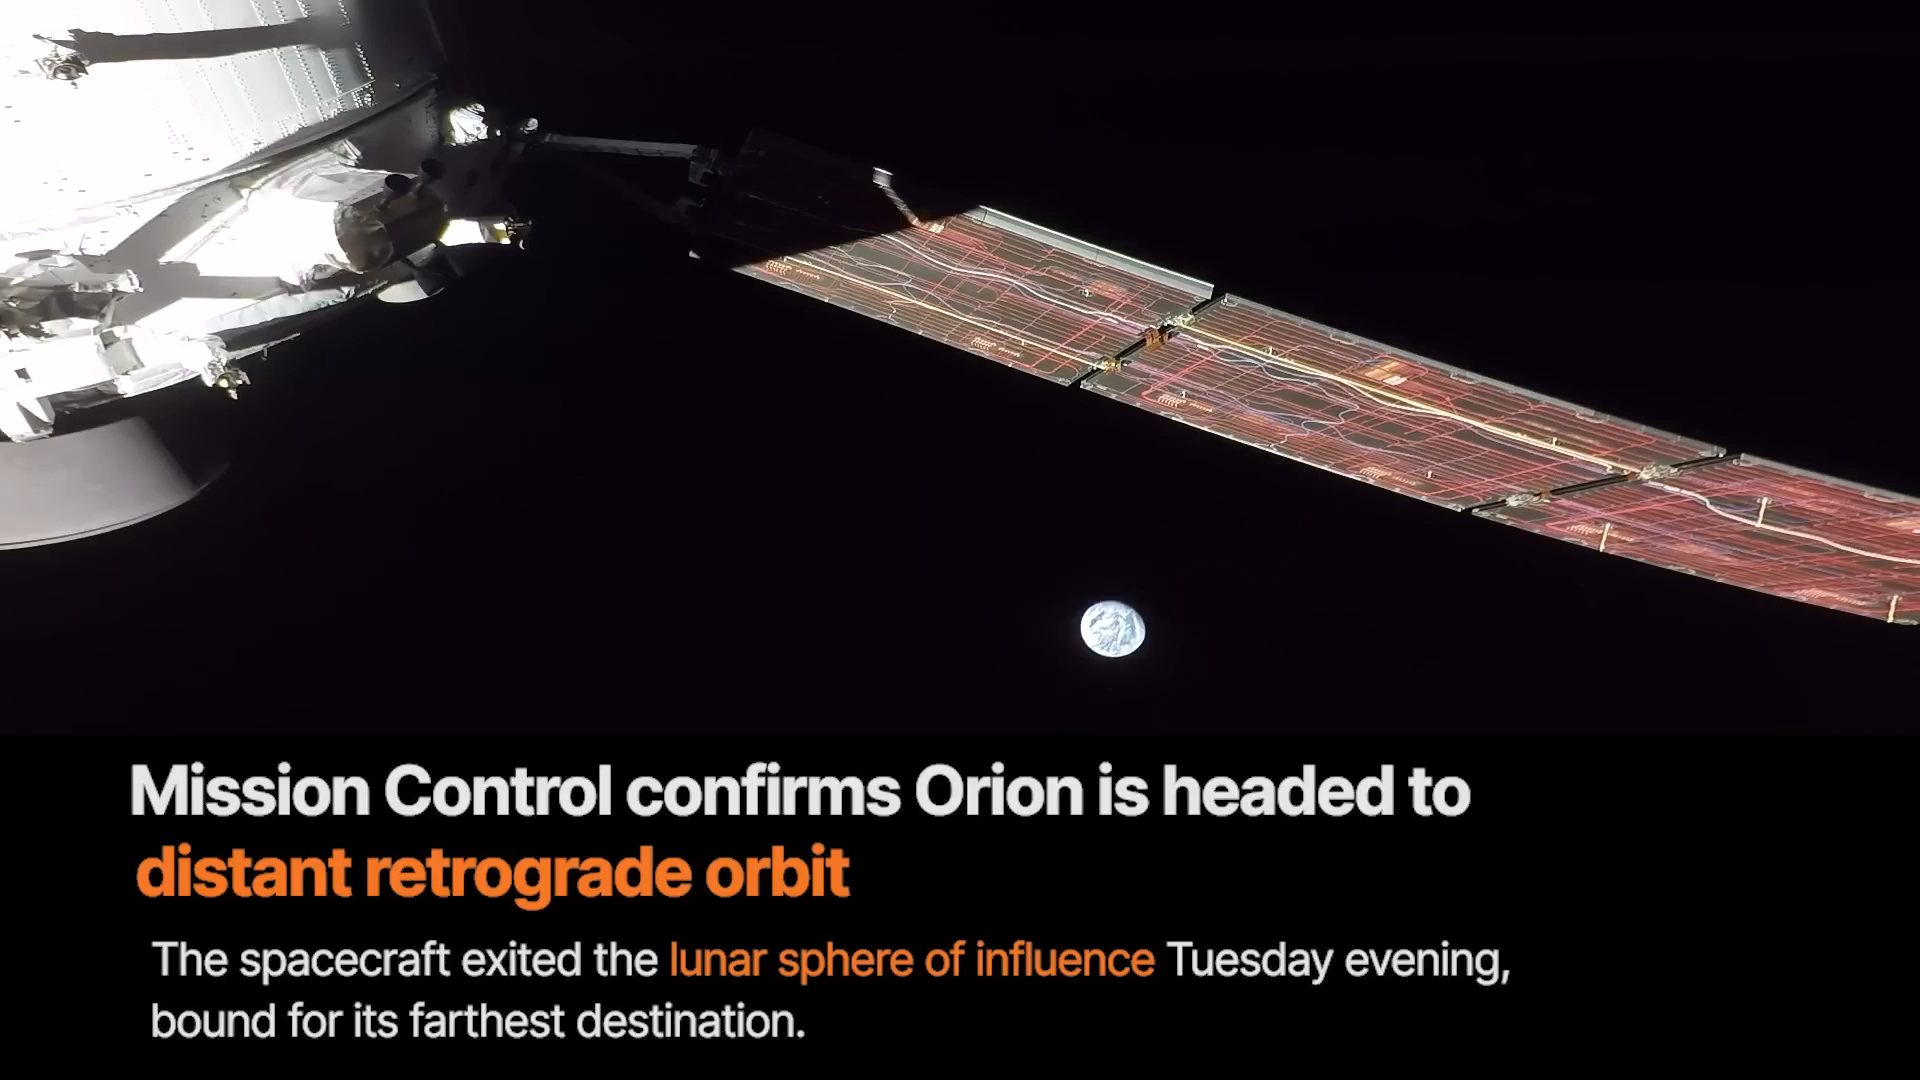 Mission Control confirms Orion is headed to
distant retrograde orbit
The spacecraft exited the lunar sphere of influence Tuesday evening,
bound for its farthest destination.